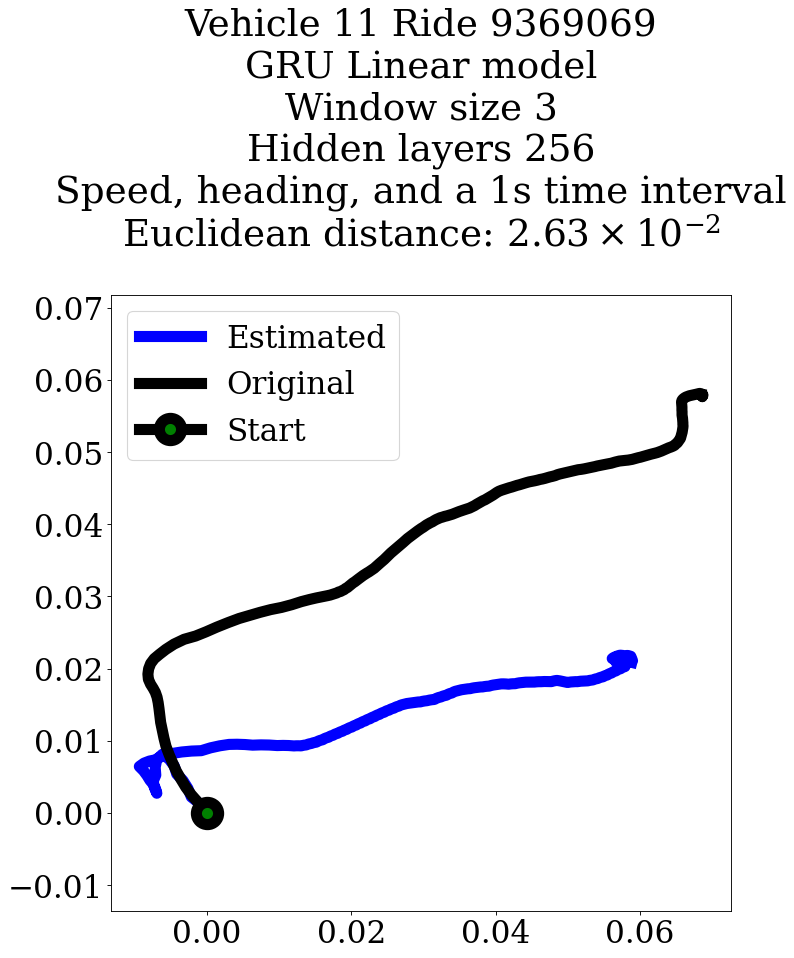 Vehicle 11 Ride 9369069
GRU Linear model
Window size 3
Hidden layers 256
Speed, heading, and a 1s time interval
Euclidean distance: 2.63 × 10⁻²
0.07
0.06
0.05
0.04
0.03
0.02
0.01
0.00
−0.01
Estimated
Original
Start
0.00 0.02 0.04 0.06